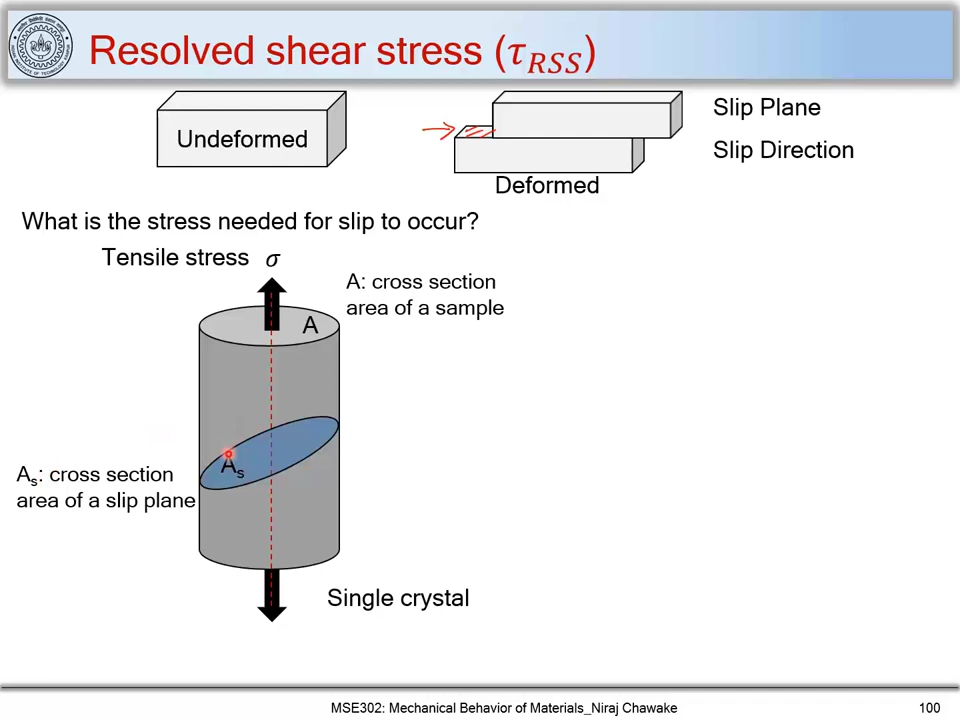 Resolved shear stress (τ_RSS)
Undeformed
Deformed
Slip Plane
Slip Direction
What is the stress needed for slip to occur?
Tensile stress σ
A: cross section
area of a sample
A
As
As: cross section
area of a slip plane
Single crystal
MSE302: Mechanical Behavior of Materials_Niraj Chawake
100